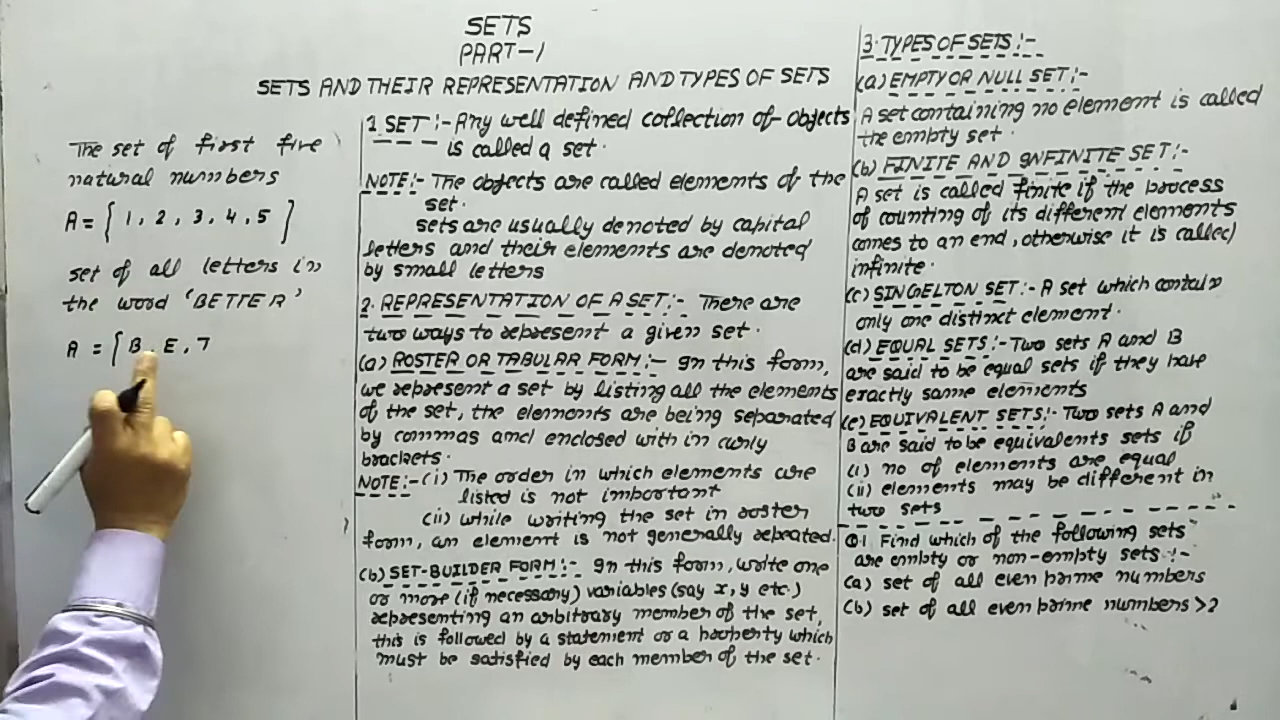 SETS
PART-1
SETS AND THEIR REPRESENTATION AND TYPES OF SETS
The set of first five
natural numbers
A = { 1, 2, 3, 4, 5 }
set of all letters in
the word 'BETTER'
A = { B, E, T
1. SET :- Any well defined collection of objects
is called a set.
NOTE:- The objects are called elements of the
set.
sets are usually denoted by capital
letters and their elements are denoted
by small letters
2. REPRESENTATION OF A SET:- There are
two ways to represent a given set.
(a) ROSTER OR TABULAR FORM:- In this form,
we represent a set by listing all the elements
of the set, the elements are being separated
by commas and enclosed with in curly
brackets.
NOTE:- (i) The order in which elements are
listed is not important
(ii) while writing the set in roster
form, an element is not generally repeated.
(b) SET-BUILDER FORM:- In this form, write one
or more (if necessary) variables (say x, y etc.)
representing an arbitrary member of the set,
this is followed by a statement or a property which
must be satisfied by each member of the set.
3. TYPES OF SETS :-
(a) EMPTY OR NULL SET:-
A set containing no element is called
the empty set.
(b) FINITE AND INFINITE SET:-
A set is called finite if the process
of counting of its different elements
comes to an end, otherwise it is called
infinite.
(c) SINGELTON SET:- A set which contain
only one distinct element.
(d) EQUAL SETS:- Two sets A and B
are said to be equal sets if they have
exactly same elements
(e) EQUIVALENT SETS:- Two sets A and
B are said to be equivalents sets if
(i) no of elements are equal
(ii) elements may be different in
two sets
Q.1 Find which of the following sets
are empty or non-empty sets :-
(a) set of all even prime numbers
(b) set of all even prime numbers >2